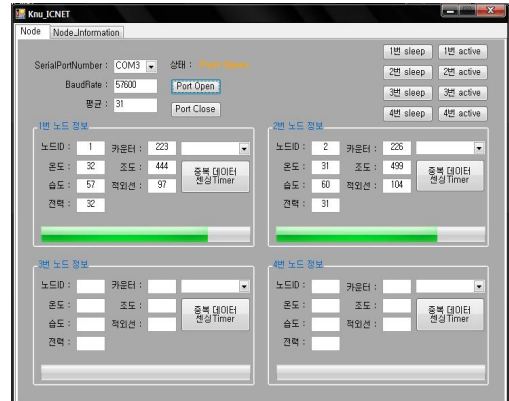 Knu_ICNET
Node Node_Information
SerialPortNumber : COM3 상태 : Port Open
BaudRate : 57600 Port Open
평균 : 31 Port Close
1번 sleep 1번 active
2번 sleep 2번 active
3번 sleep 3번 active
4번 sleep 4번 active
1번 노드 정보
노드ID : 1 카운터 : 223
온도 : 32 조도 : 444
습도 : 57 적외선 : 97
전력 : 32
중복 데이터
센싱Timer
2번 노드 정보
노드ID : 2 카운터 : 226
온도 : 31 조도 : 499
습도 : 60 적외선 : 104
전력 : 31
중복 데이터
센싱Timer
3번 노드 정보
노드ID : 카운터 :
온도 : 조도 :
습도 : 적외선 :
전력 :
중복 데이터
센싱Timer
4번 노드 정보
노드ID : 카운터 :
온도 : 조도 :
습도 : 적외선 :
전력 :
중복 데이터
센싱Timer